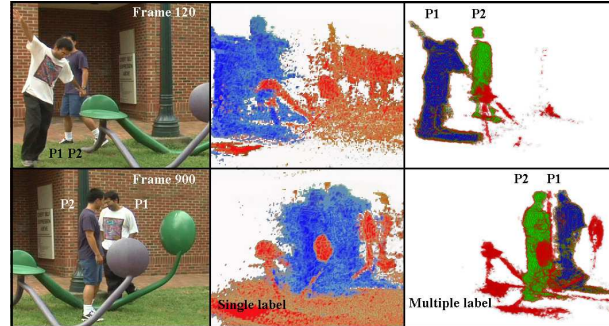 Frame 120
P1 P2
P1 P2
Frame 900
P2 P1
Single label
P2 P1
Multiple label